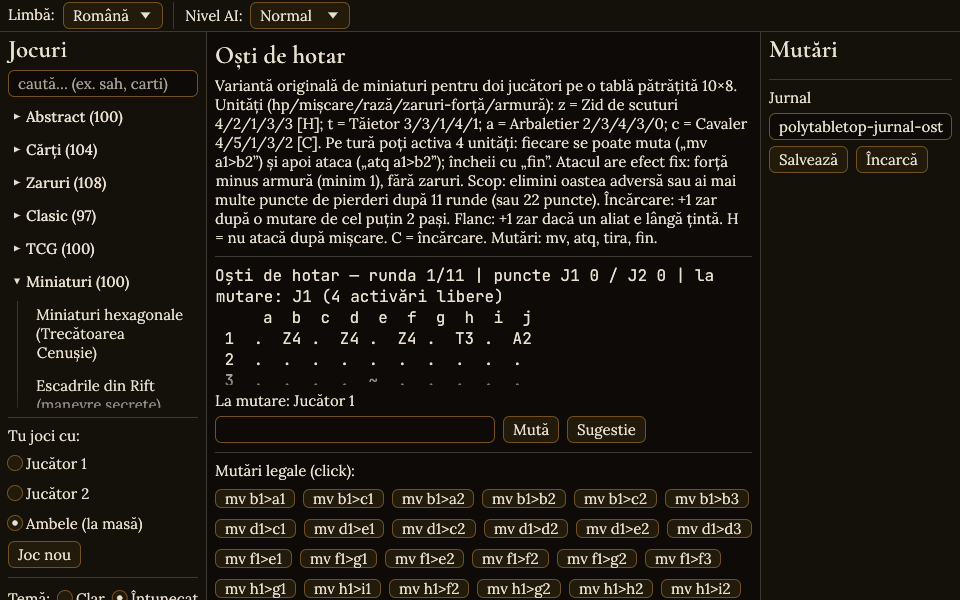 Limbă: Română ▼ Nivel AI: Normal ▼
Jocuri
caută... (ex. sah, carti)
▸ Abstract (100)
▸ Cărți (104)
▸ Zaruri (108)
▸ Clasic (97)
▸ TCG (100)
▾ Miniaturi (100)
Miniaturi hexagonale
(Trecătoarea
Cenușie)
Escadrile din Rift
(manevre secrete)
Tu joci cu:
Jucător 1
Jucător 2
Ambele (la masă)
Joc nou
Temă: Clar Întunecat
Oști de hotar
Variantă originală de miniaturi pentru doi jucători pe o tablă pătrățită 10×8.
Unități (hp/mișcare/rază/zaruri-forță/armură): z = Zid de scuturi
4/2/1/3/3 [H]; t = Tăietor 3/3/1/4/1; a = Arbaletier 2/3/4/3/0; c = Cavaler
4/5/1/3/2 [C]. Pe tură poți activa 4 unități: fiecare se poate muta („mv
a1>b2”) și apoi ataca („atq a1>b2”); închei cu „fin”. Atacul are efect fix: forță
minus armură (minim 1), fără zaruri. Scop: elimini oastea adversă sau ai mai
multe puncte de pierderi după 11 runde (sau 22 puncte). Încărcare: +1 zar
după o mutare de cel puțin 2 pași. Flanc: +1 zar dacă un aliat e lângă țintă. H
= nu atacă după mișcare. C = încărcare. Mutări: mv, atq, tira, fin.
Oști de hotar — runda 1/11 | puncte J1 0 / J2 0 | la
mutare: J1 (4 activări libere)
a b c d e f g h i j
1 . Z4 . Z4 . Z4 . T3 . A2
2 . . . . . . . . . .
3 . . . . ~ . . . . .
La mutare: Jucător 1
Mută Sugestie
Mutări legale (click):
mv b1>a1 mv b1>c1 mv b1>a2 mv b1>b2 mv b1>c2 mv b1>b3
mv d1>c1 mv d1>e1 mv d1>c2 mv d1>d2 mv d1>e2 mv d1>d3
mv f1>e1 mv f1>g1 mv f1>e2 mv f1>f2 mv f1>g2 mv f1>f3
mv h1>g1 mv h1>i1 mv h1>f2 mv h1>g2 mv h1>h2 mv h1>i2
Mutări
Jurnal
polytabletop-jurnal-ost
Salvează Încarcă